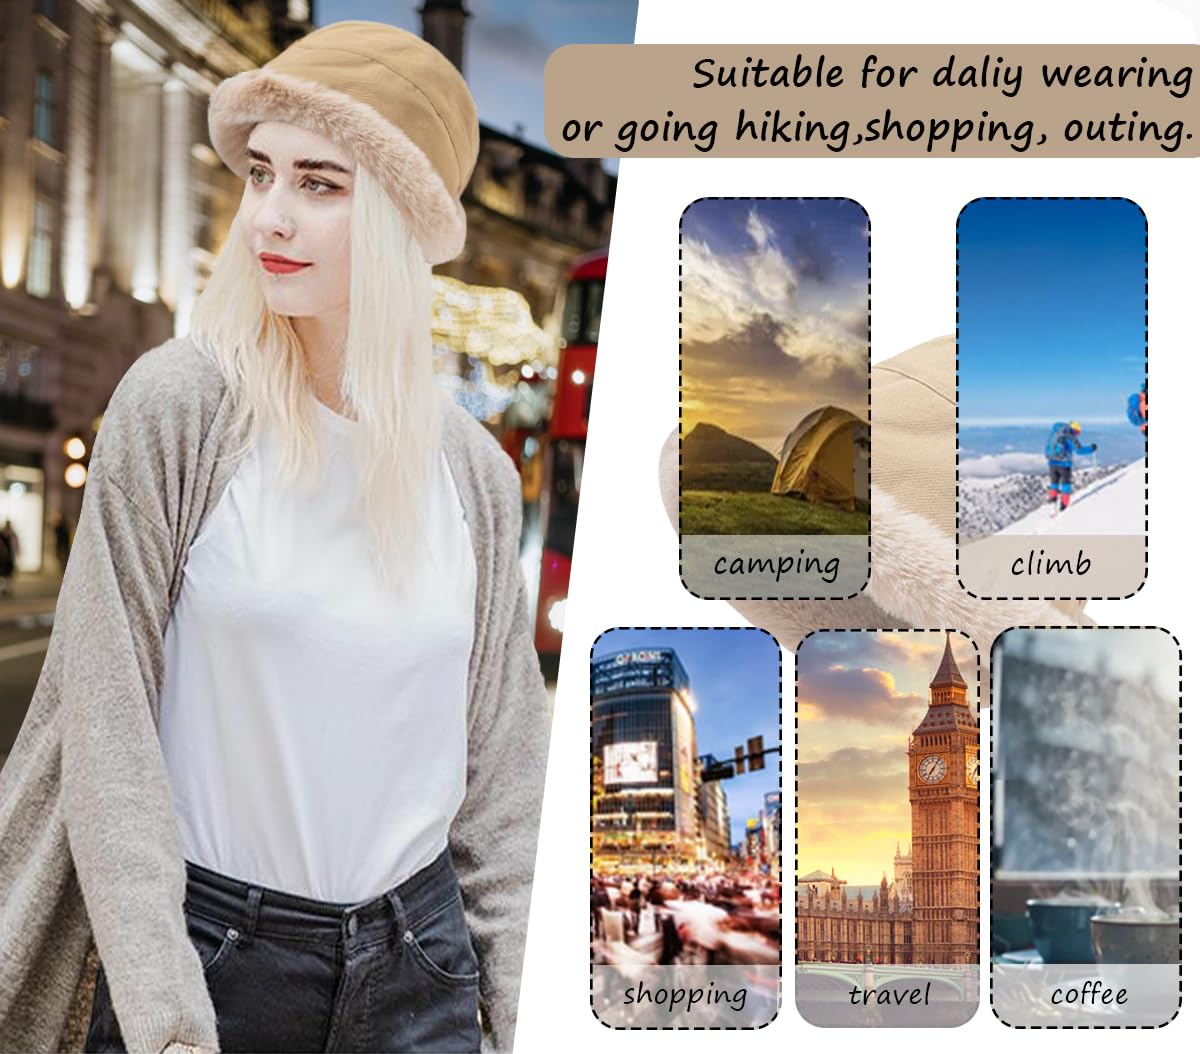 Suitable for daliy wearing
or going hiking,shopping, outing.
camping
climb
shopping
travel
coffee